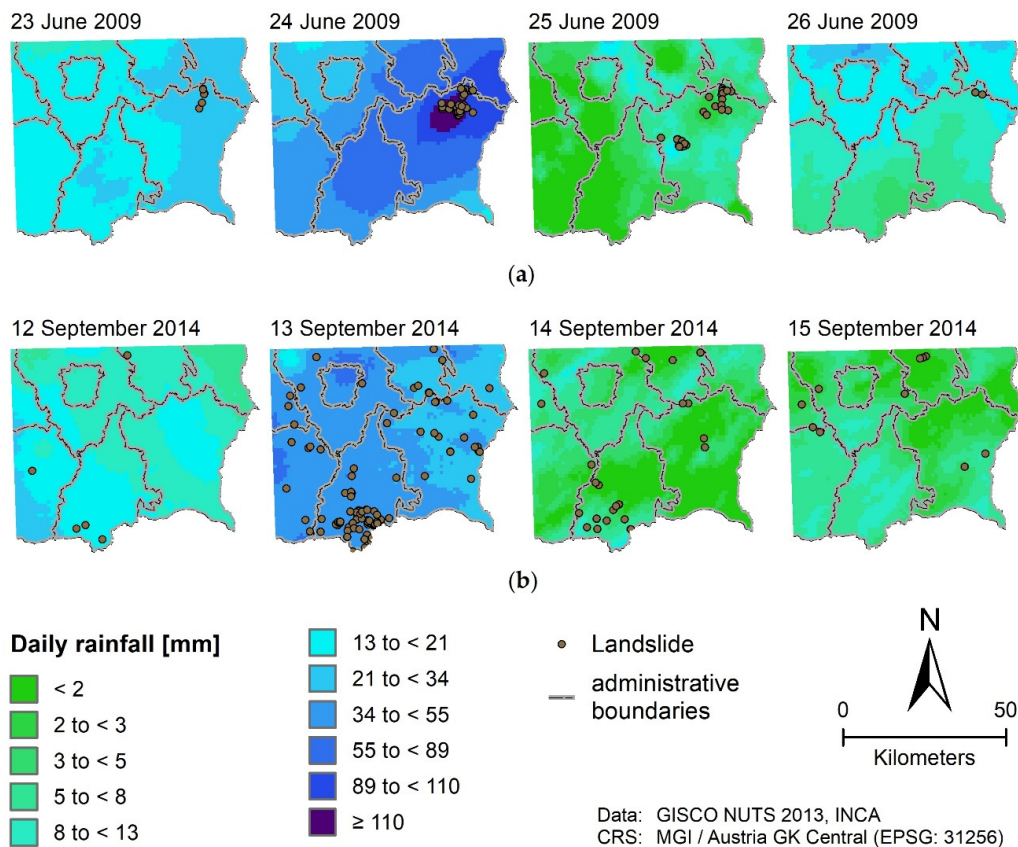 23 June 2009
24 June 2009
25 June 2009
26 June 2009
(a)
12 September 2014
13 September 2014
14 September 2014
15 September 2014
(b)
Daily rainfall [mm]
< 2
2 to < 3
3 to < 5
5 to < 8
8 to < 13
13 to < 21
21 to < 34
34 to < 55
55 to < 89
89 to < 110
≥ 110
Landslide
administrative
boundaries
N
0 50
Kilometers
Data: GISCO NUTS 2013, INCA
CRS: MGI / Austria GK Central (EPSG: 31256)